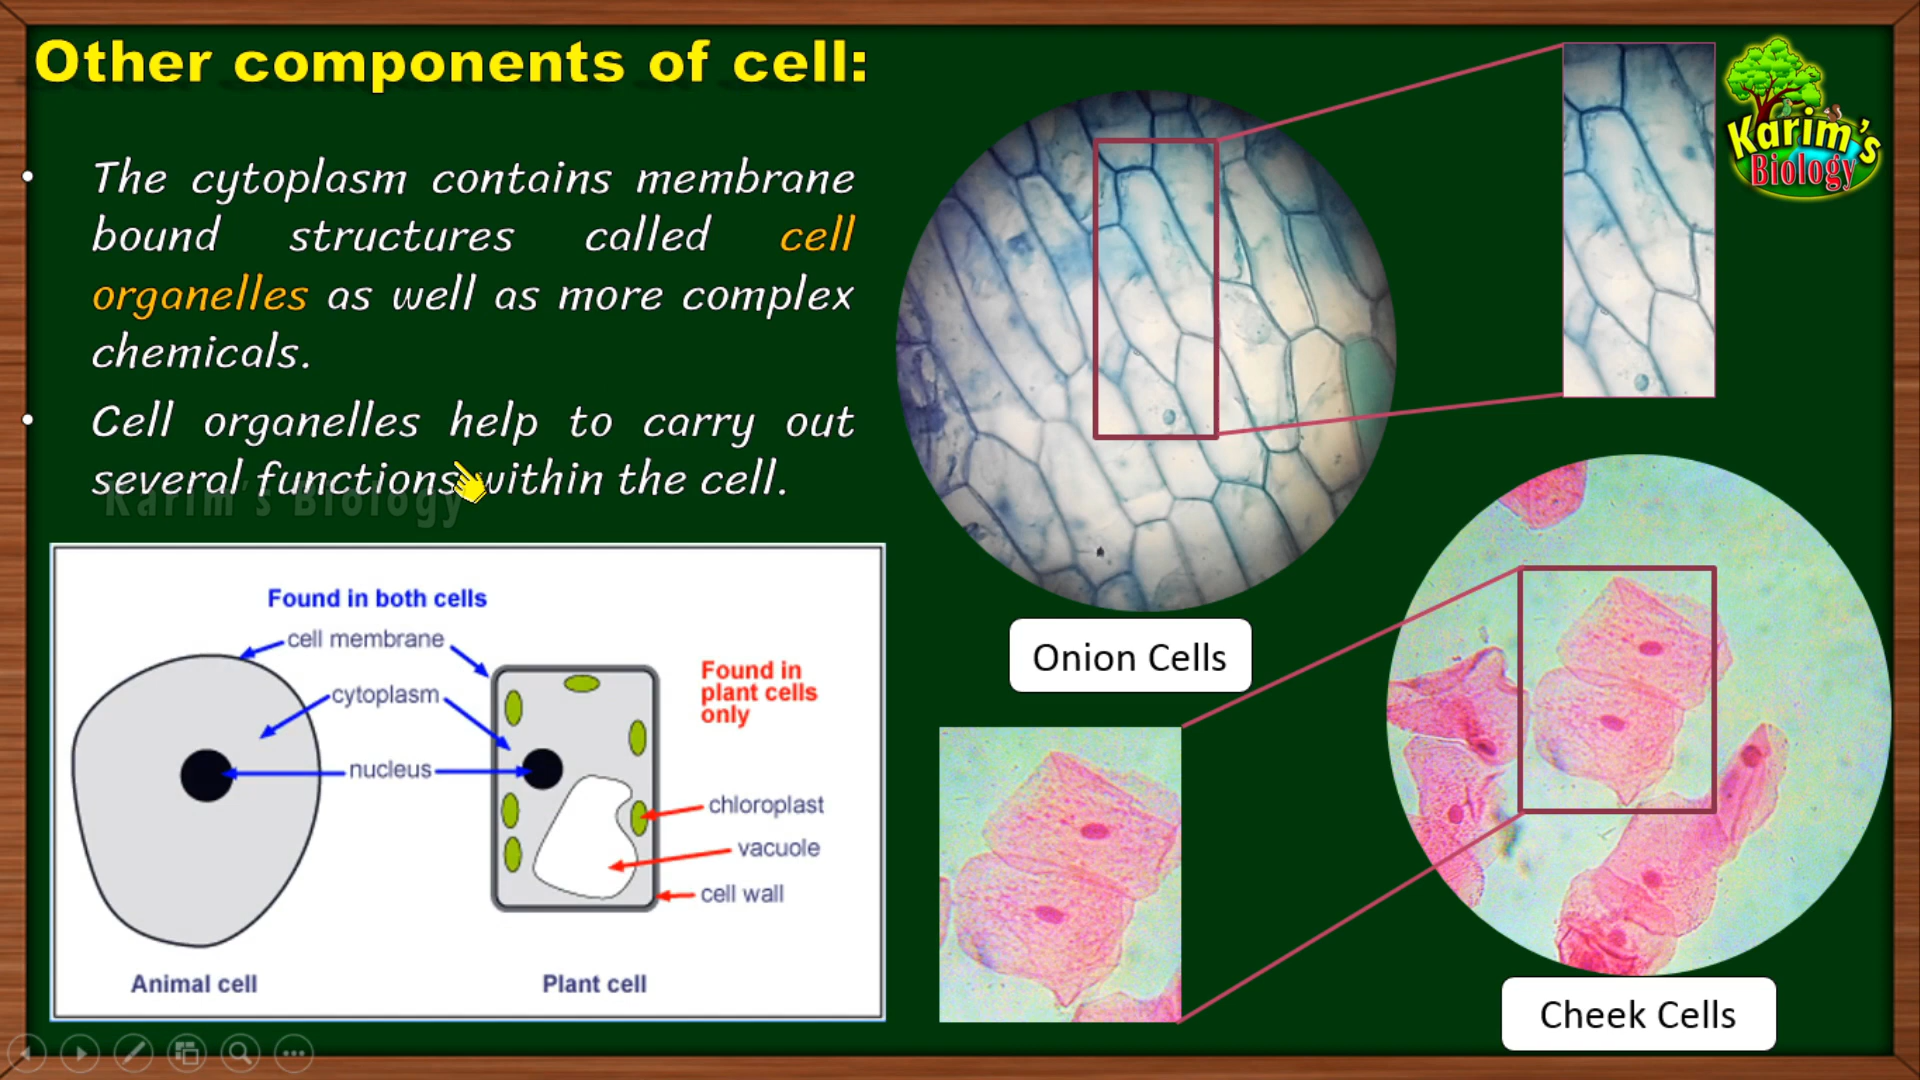 Other components of cell:
• The cytoplasm contains membrane
bound structures called cell
organelles as well as more complex
chemicals.
• Cell organelles help to carry out
several functions within the cell.
Karim's Biology
Found in both cells
cell membrane
cytoplasm
nucleus
Found in
plant cells
only
chloroplast
vacuole
cell wall
Animal cell
Plant cell
Onion Cells
Cheek Cells
Karim's
Biology